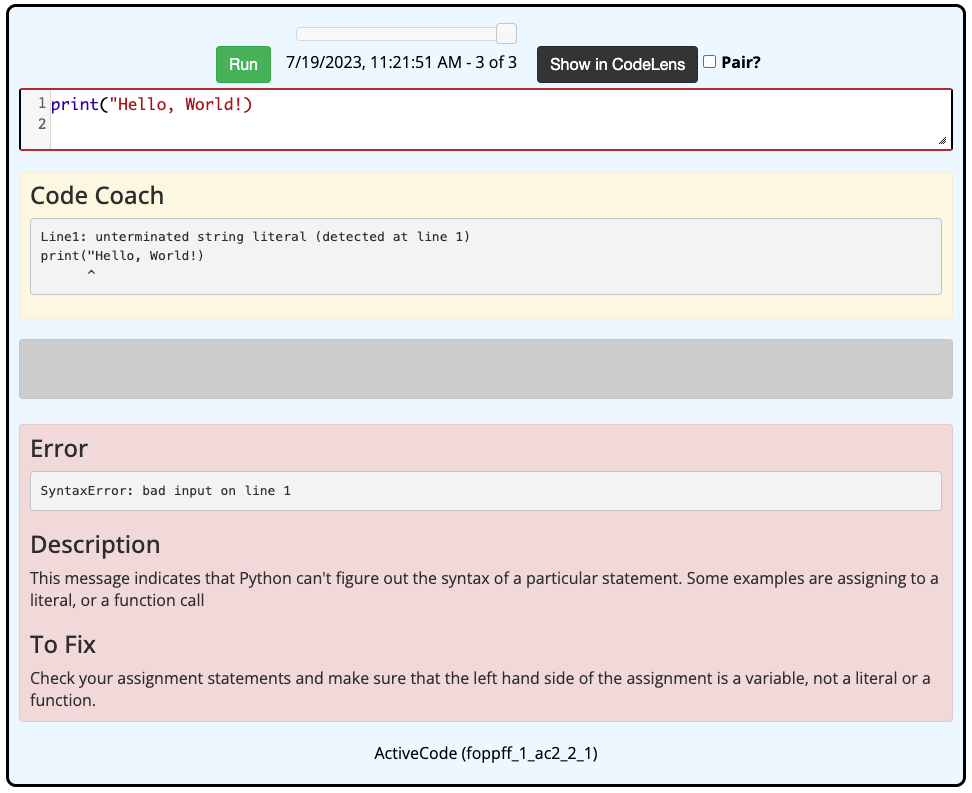 Run 7/19/2023, 11:21:51 AM - 3 of 3 Show in CodeLens Pair?
1 print("Hello, World!)
2
Code Coach
Line1: unterminated string literal (detected at line 1)
print("Hello, World!)
^
Error
SyntaxError: bad input on line 1
Description
This message indicates that Python can't figure out the syntax of a particular statement. Some examples are assigning to a
literal, or a function call
To Fix
Check your assignment statements and make sure that the left hand side of the assignment is a variable, not a literal or a
function.
ActiveCode (foppff_1_ac2_2_1)